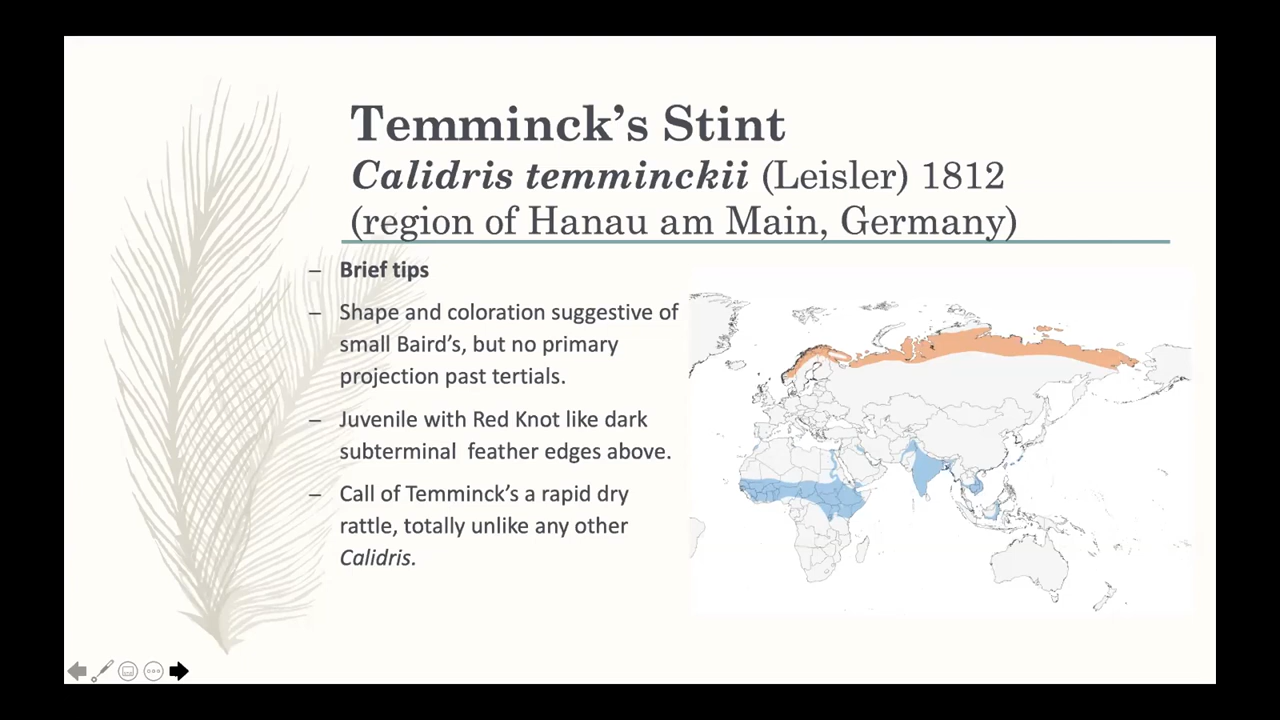 Temminck’s Stint
Calidris temminckii (Leisler) 1812
(region of Hanau am Main, Germany)
– Brief tips
– Shape and coloration suggestive of
small Baird’s, but no primary
projection past tertials.
– Juvenile with Red Knot like dark
subterminal  feather edges above.
– Call of Temminck’s a rapid dry
rattle, totally unlike any other
Calidris.